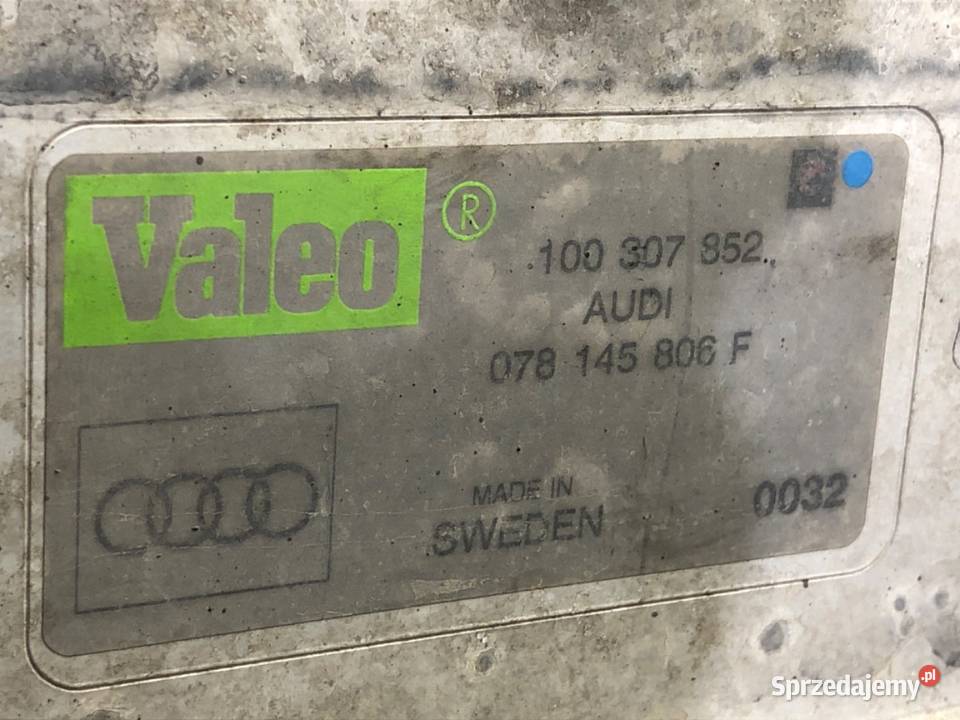 Valeo ®
100 307 852
AUDI
078 145 806 F
MADE IN
SWEDEN
0032
Sprzedajemy.pl